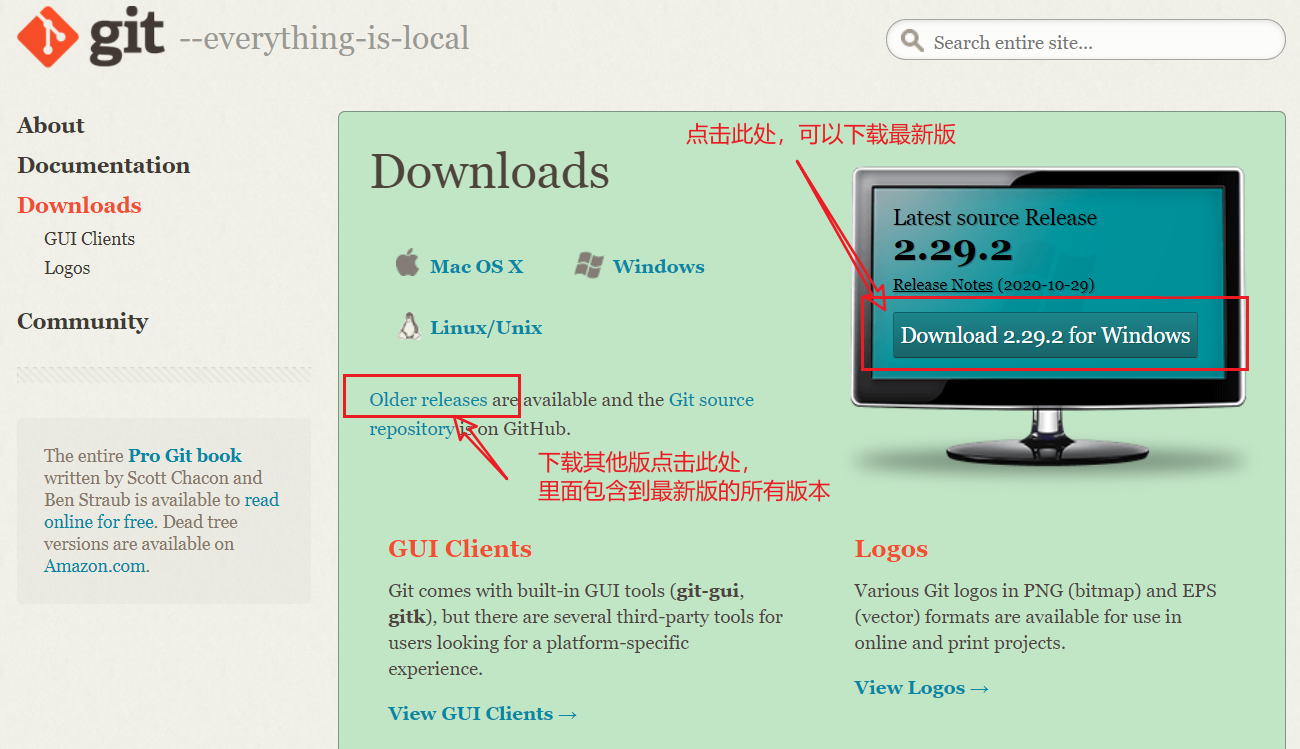 git --everything-is-local
Search entire site...
About
Documentation
Downloads
GUI Clients
Logos
Community
The entire Pro Git book
written by Scott Chacon and
Ben Straub is available to read
online for free. Dead tree
versions are available on
Amazon.com.
点击此处，可以下载最新版
Downloads
Mac OS X
Windows
Linux/Unix
Latest source Release
2.29.2
Release Notes (2020-10-29)
Download 2.29.2 for Windows
Older releases are available and the Git source
repository is on GitHub.
下载其他版点击此处，
里面包含到最新版的所有版本
GUI Clients
Git comes with built-in GUI tools (git-gui,
gitk), but there are several third-party tools for
users looking for a platform-specific
experience.
View GUI Clients →
Logos
Various Git logos in PNG (bitmap) and EPS
(vector) formats are available for use in
online and print projects.
View Logos →